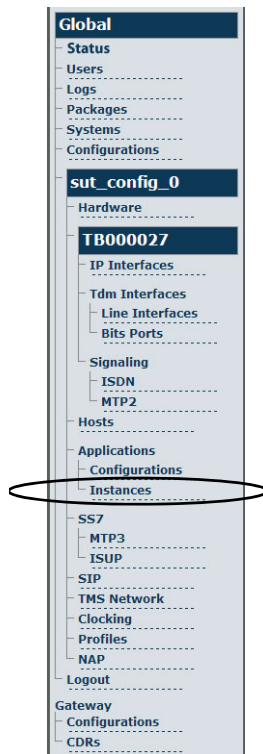 Global
Status
Users
Logs
Packages
Systems
Configurations
sut_config_0
Hardware
TB000027
IP Interfaces
Tdm Interfaces
Line Interfaces
Bits Ports
Signaling
ISDN
MTP2
Hosts
Applications
Configurations
Instances
SS7
MTP3
ISUP
SIP
TMS Network
Clocking
Profiles
NAP
Logout
Gateway
Configurations
CDRs